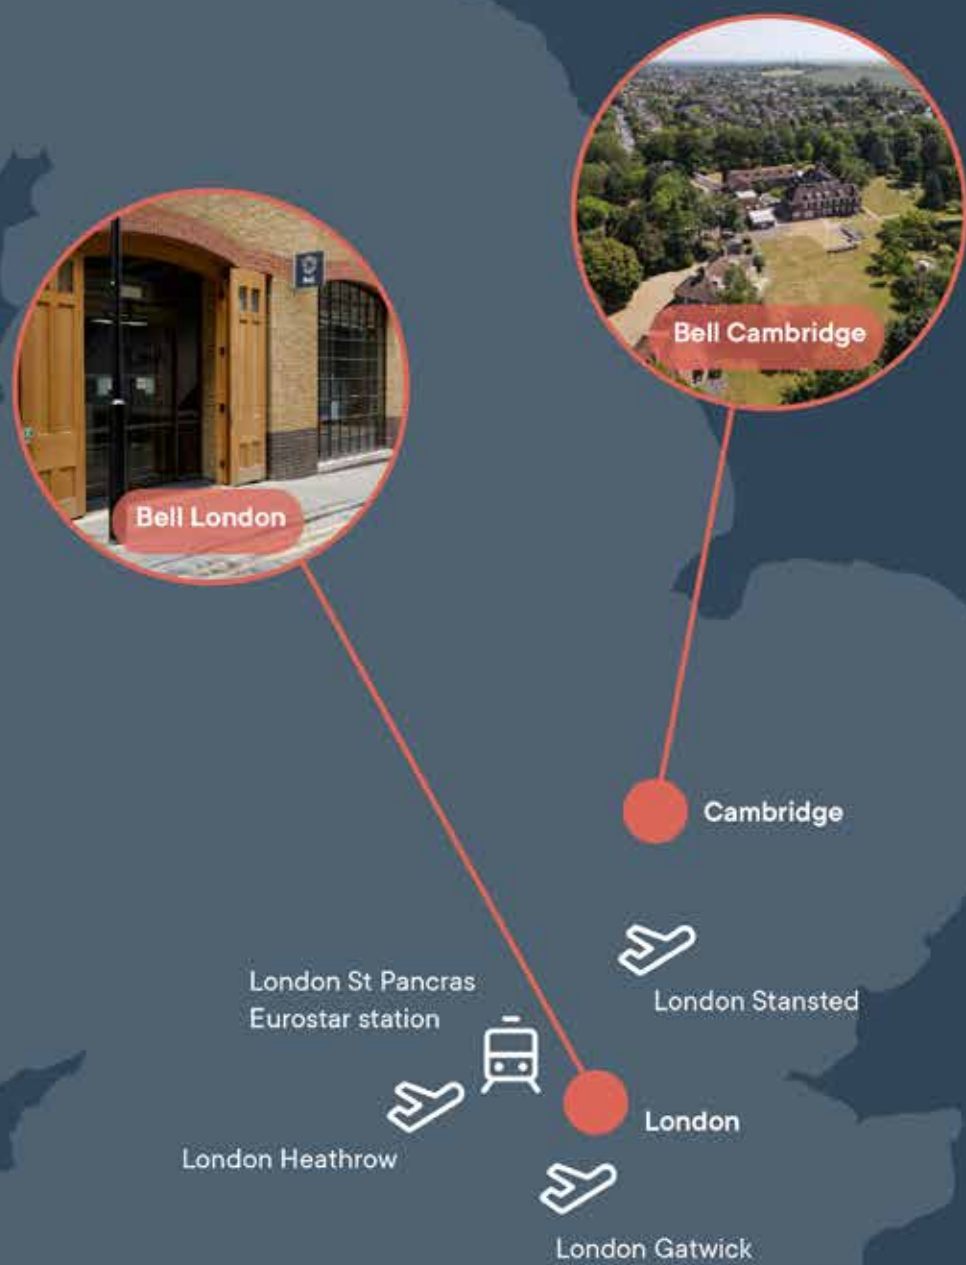 Bell Cambridge
Bell London
Cambridge
London Stansted
London St Pancras
Eurostar station
London
London Heathrow
London Gatwick